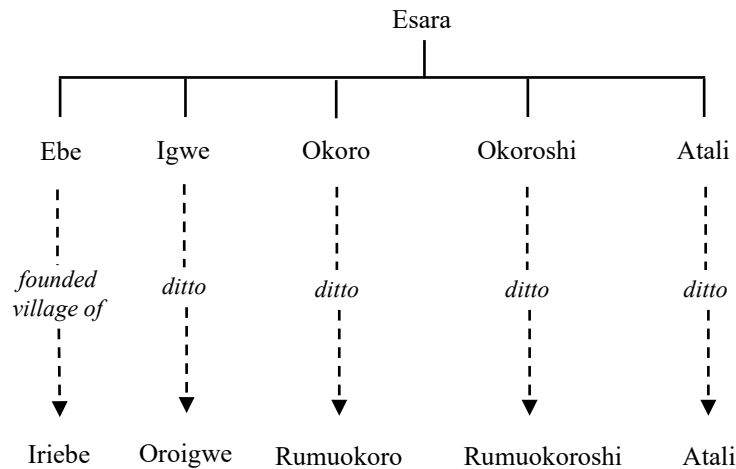 Esara
Ebe Igwe Okoro Okoroshi Atali
founded
village of
ditto ditto ditto ditto
Iriebe Oroigwe Rumuokoro Rumuokoroshi Atali